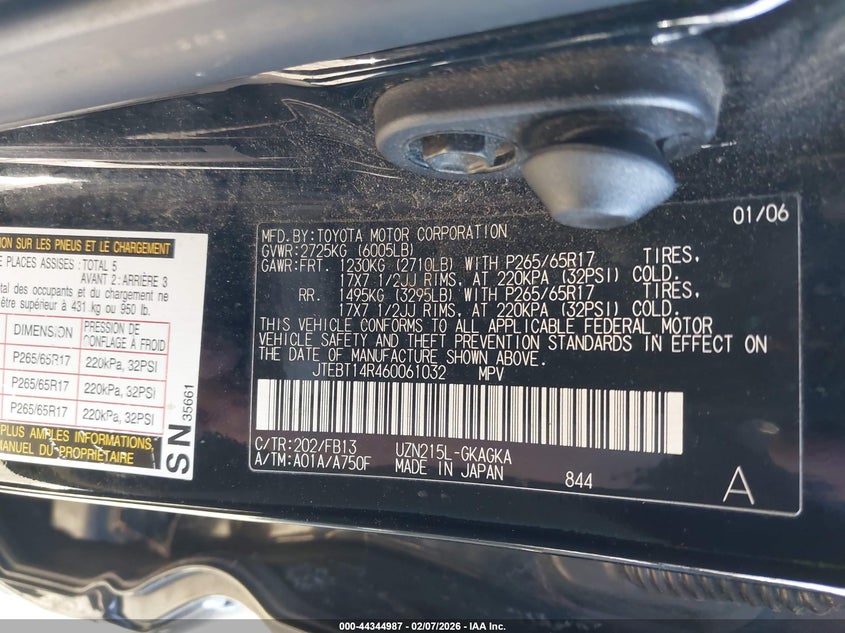 ION SUR LES PNEUS ET LE CHARGEMENT
E PLACES ASSISES : TOTAL 5
AVANT 2 : ARRIÈRE 3
tal des occupants et du chargement ne
être supérieur à 431 kg ou 950 lb.
DIMENSION PRESSION DE GONFLAGE À FROID
P265/65R17 220kPa, 32PSI
P265/65R17 220kPa, 32PSI
P265/65R17 220kPa, 32PSI
PLUS AMPLES INFORMATIONS,
MANUEL DU PROPRIÉTAIRE
SN 35661
01/06
MFD.BY:TOYOTA MOTOR CORPORATION
GVWR:2725KG (6005LB)
GAWR:FRT. 1230KG (2710LB) WITH P265/65R17 TIRES,
17X7 1/2JJ RIMS, AT 220KPA (32PSI) COLD.
RR. 1495KG (3295LB) WITH P265/65R17 TIRES,
17X7 1/2JJ RIMS, AT 220KPA (32PSI) COLD.
THIS VEHICLE CONFORMS TO ALL APPLICABLE FEDERAL MOTOR
VEHICLE SAFETY AND THEFT PREVENTION STANDARDS IN EFFECT ON
THE DATE OF MANUFACTURE SHOWN ABOVE.
JTEBT14R460061032 MPV
C/TR:202/FB13 UZN215L-GKAGKA
A/TM:A01A/A750F MADE IN JAPAN 844
A
000-44344987 - 02/07/2026 - IAA Inc.